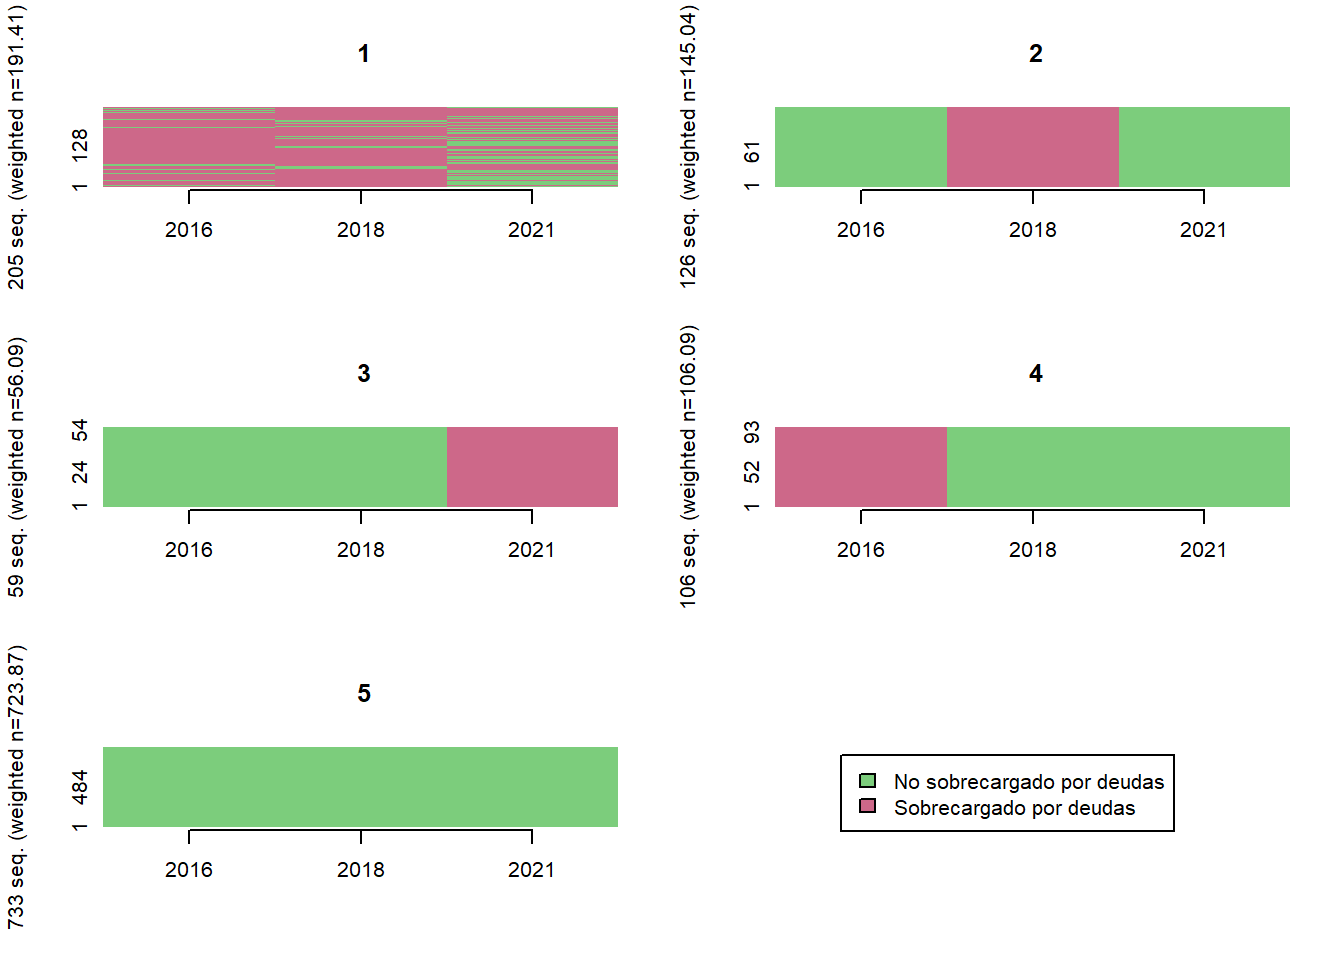 1
205 seq. (weighted n=191.41)
1 128
2016 2018 2021
2
126 seq. (weighted n=145.04)
1 61
2016 2018 2021
3
59 seq. (weighted n=56.09)
1 24 54
2016 2018 2021
4
106 seq. (weighted n=106.09)
1 52 93
2016 2018 2021
5
733 seq. (weighted n=723.87)
1 484
2016 2018 2021
No sobrecargado por deudas
Sobrecargado por deudas